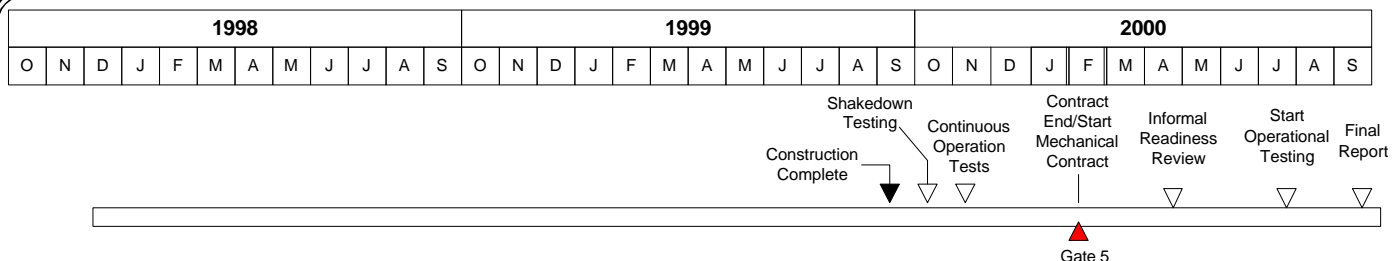 1998 1999 2000
O N D J F M A M J J A S O N D J F M A M J J A S O N D J F M A M J J A S
Shakedown
Testing
Construction
Complete
Continuous
Operation
Tests
Contract
End/Start
Mechanical
Contract
Informal
Readiness
Review
Start
Operational
Testing
Final
Report
Gate 5